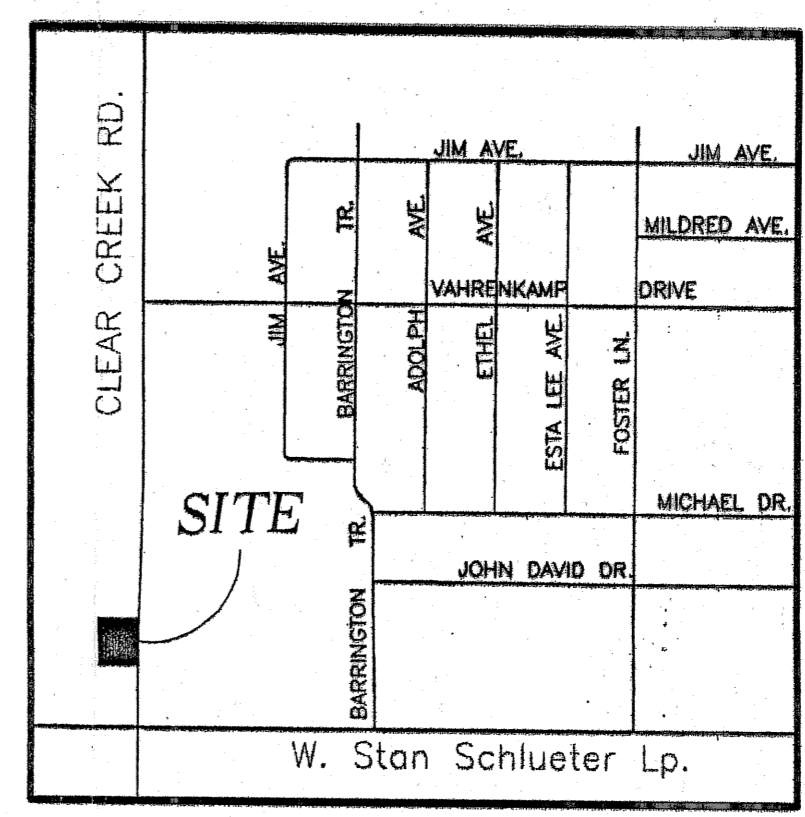 CLEAR CREEK RD.
JIM AVE.
JIM AVE.
MILDRED AVE.
JIM AVE.
BARRINGTON TR.
ADOLPH AVE.
ETHEL AVE.
VAHRENKAMP DRIVE
ESTA LEE AVE.
FOSTER LN.
SITE
MICHAEL DR.
BARRINGTON TR.
JOHN DAVID DR.
W. Stan Schlueter Lp.